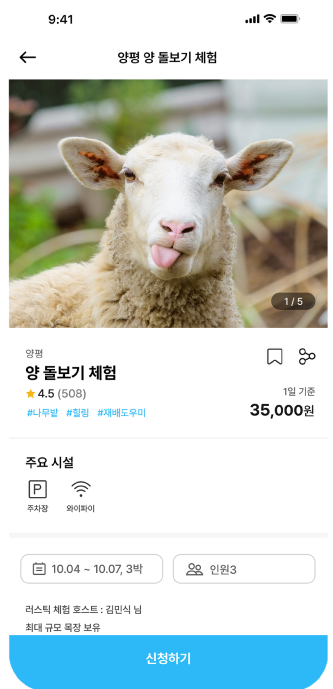 9:41
양평 양 돌보기 체험
1 / 5
양평
양 돌보기 체험
4.5 (508)
#나무밭 #힐링 #재배도우미
1일 기준
35,000원
주요 시설
P
주차장 와이파이
10.04 ~ 10.07, 3박 인원3
러스틱 체험 호스트 : 김민식 님
최대 규모 목장 보유
신청하기